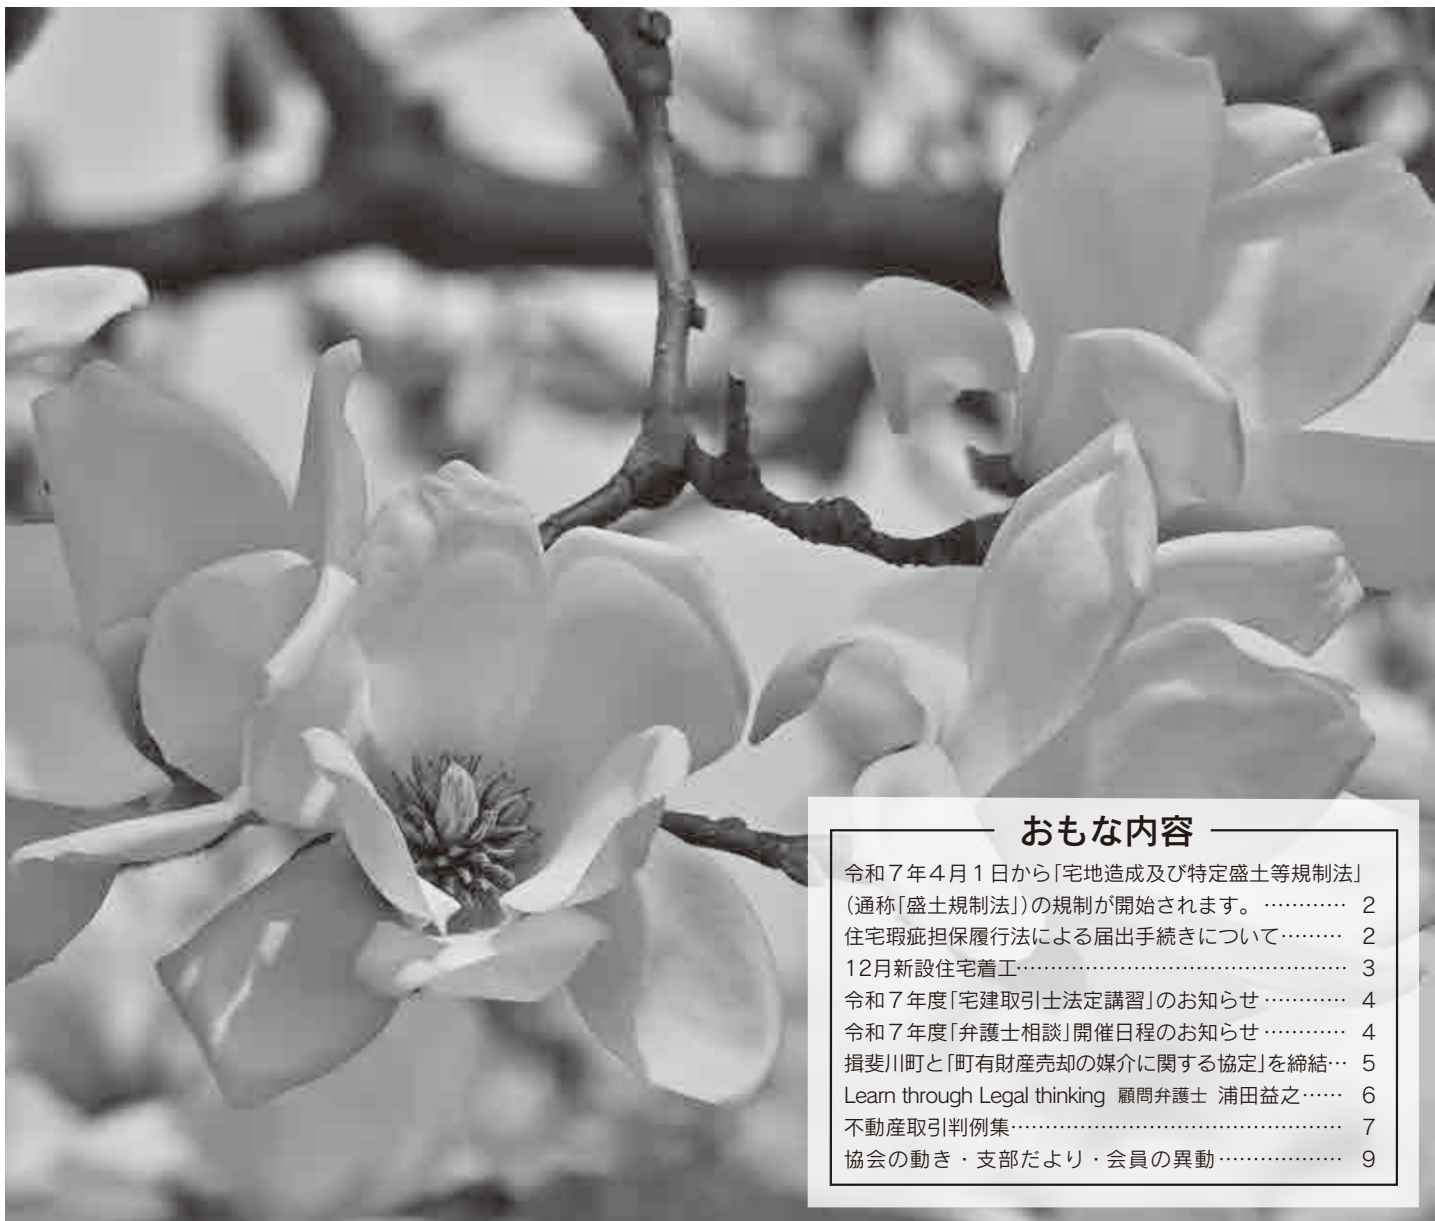 おもな内容
令和7年4月1日から「宅地造成及び特定盛土等規制法」
（通称「盛土規制法」）の規制が開始されます。………… 2
住宅瑕疵担保履行法による届出手続きについて……… 2
12月新設住宅着工………………………………… 3
令和7年度「宅建取引士法定講習」のお知らせ………… 4
令和7年度「弁護士相談」開催日程のお知らせ………… 4
揖斐川町と「町有財産売却の媒介に関する協定」を締結… 5
Learn through Legal thinking 顧問弁護士 浦田益之…… 6
不動産取引判例集………………………………… 7
協会の動き・支部だより・会員の異動……………… 9